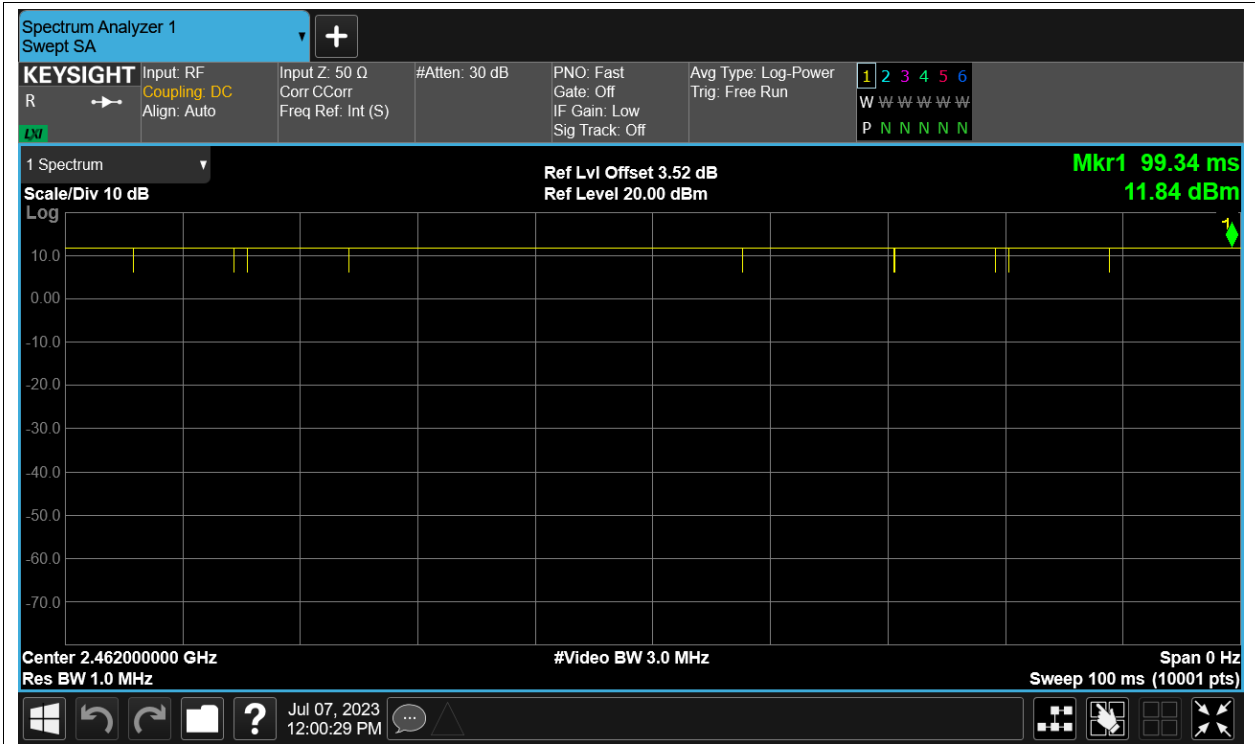 Spectrum Analyzer 1
Swept SA
KEYSIGHT
R
LXI
Input: RF
Coupling: DC
Align: Auto
Input Z: 50 Ω
Corr CCorr
Freq Ref: Int (S)
#Atten: 30 dB
PNO: Fast
Gate: Off
IF Gain: Low
Sig Track: Off
Avg Type: Log-Power
Trig: Free Run
1 2 3 4 5 6
W W W W W W
P N N N N N
1 Spectrum
Scale/Div 10 dB
Log
Ref Lvl Offset 3.52 dB
Ref Level 20.00 dBm
Mkr1 99.34 ms
11.84 dBm
1
10.0
0.00
-10.0
-20.0
-30.0
-40.0
-50.0
-60.0
-70.0
Center 2.462000000 GHz
#Video BW 3.0 MHz
Span 0 Hz
Res BW 1.0 MHz
Sweep 100 ms (10001 pts)
?
Jul 07, 2023
12:00:29 PM